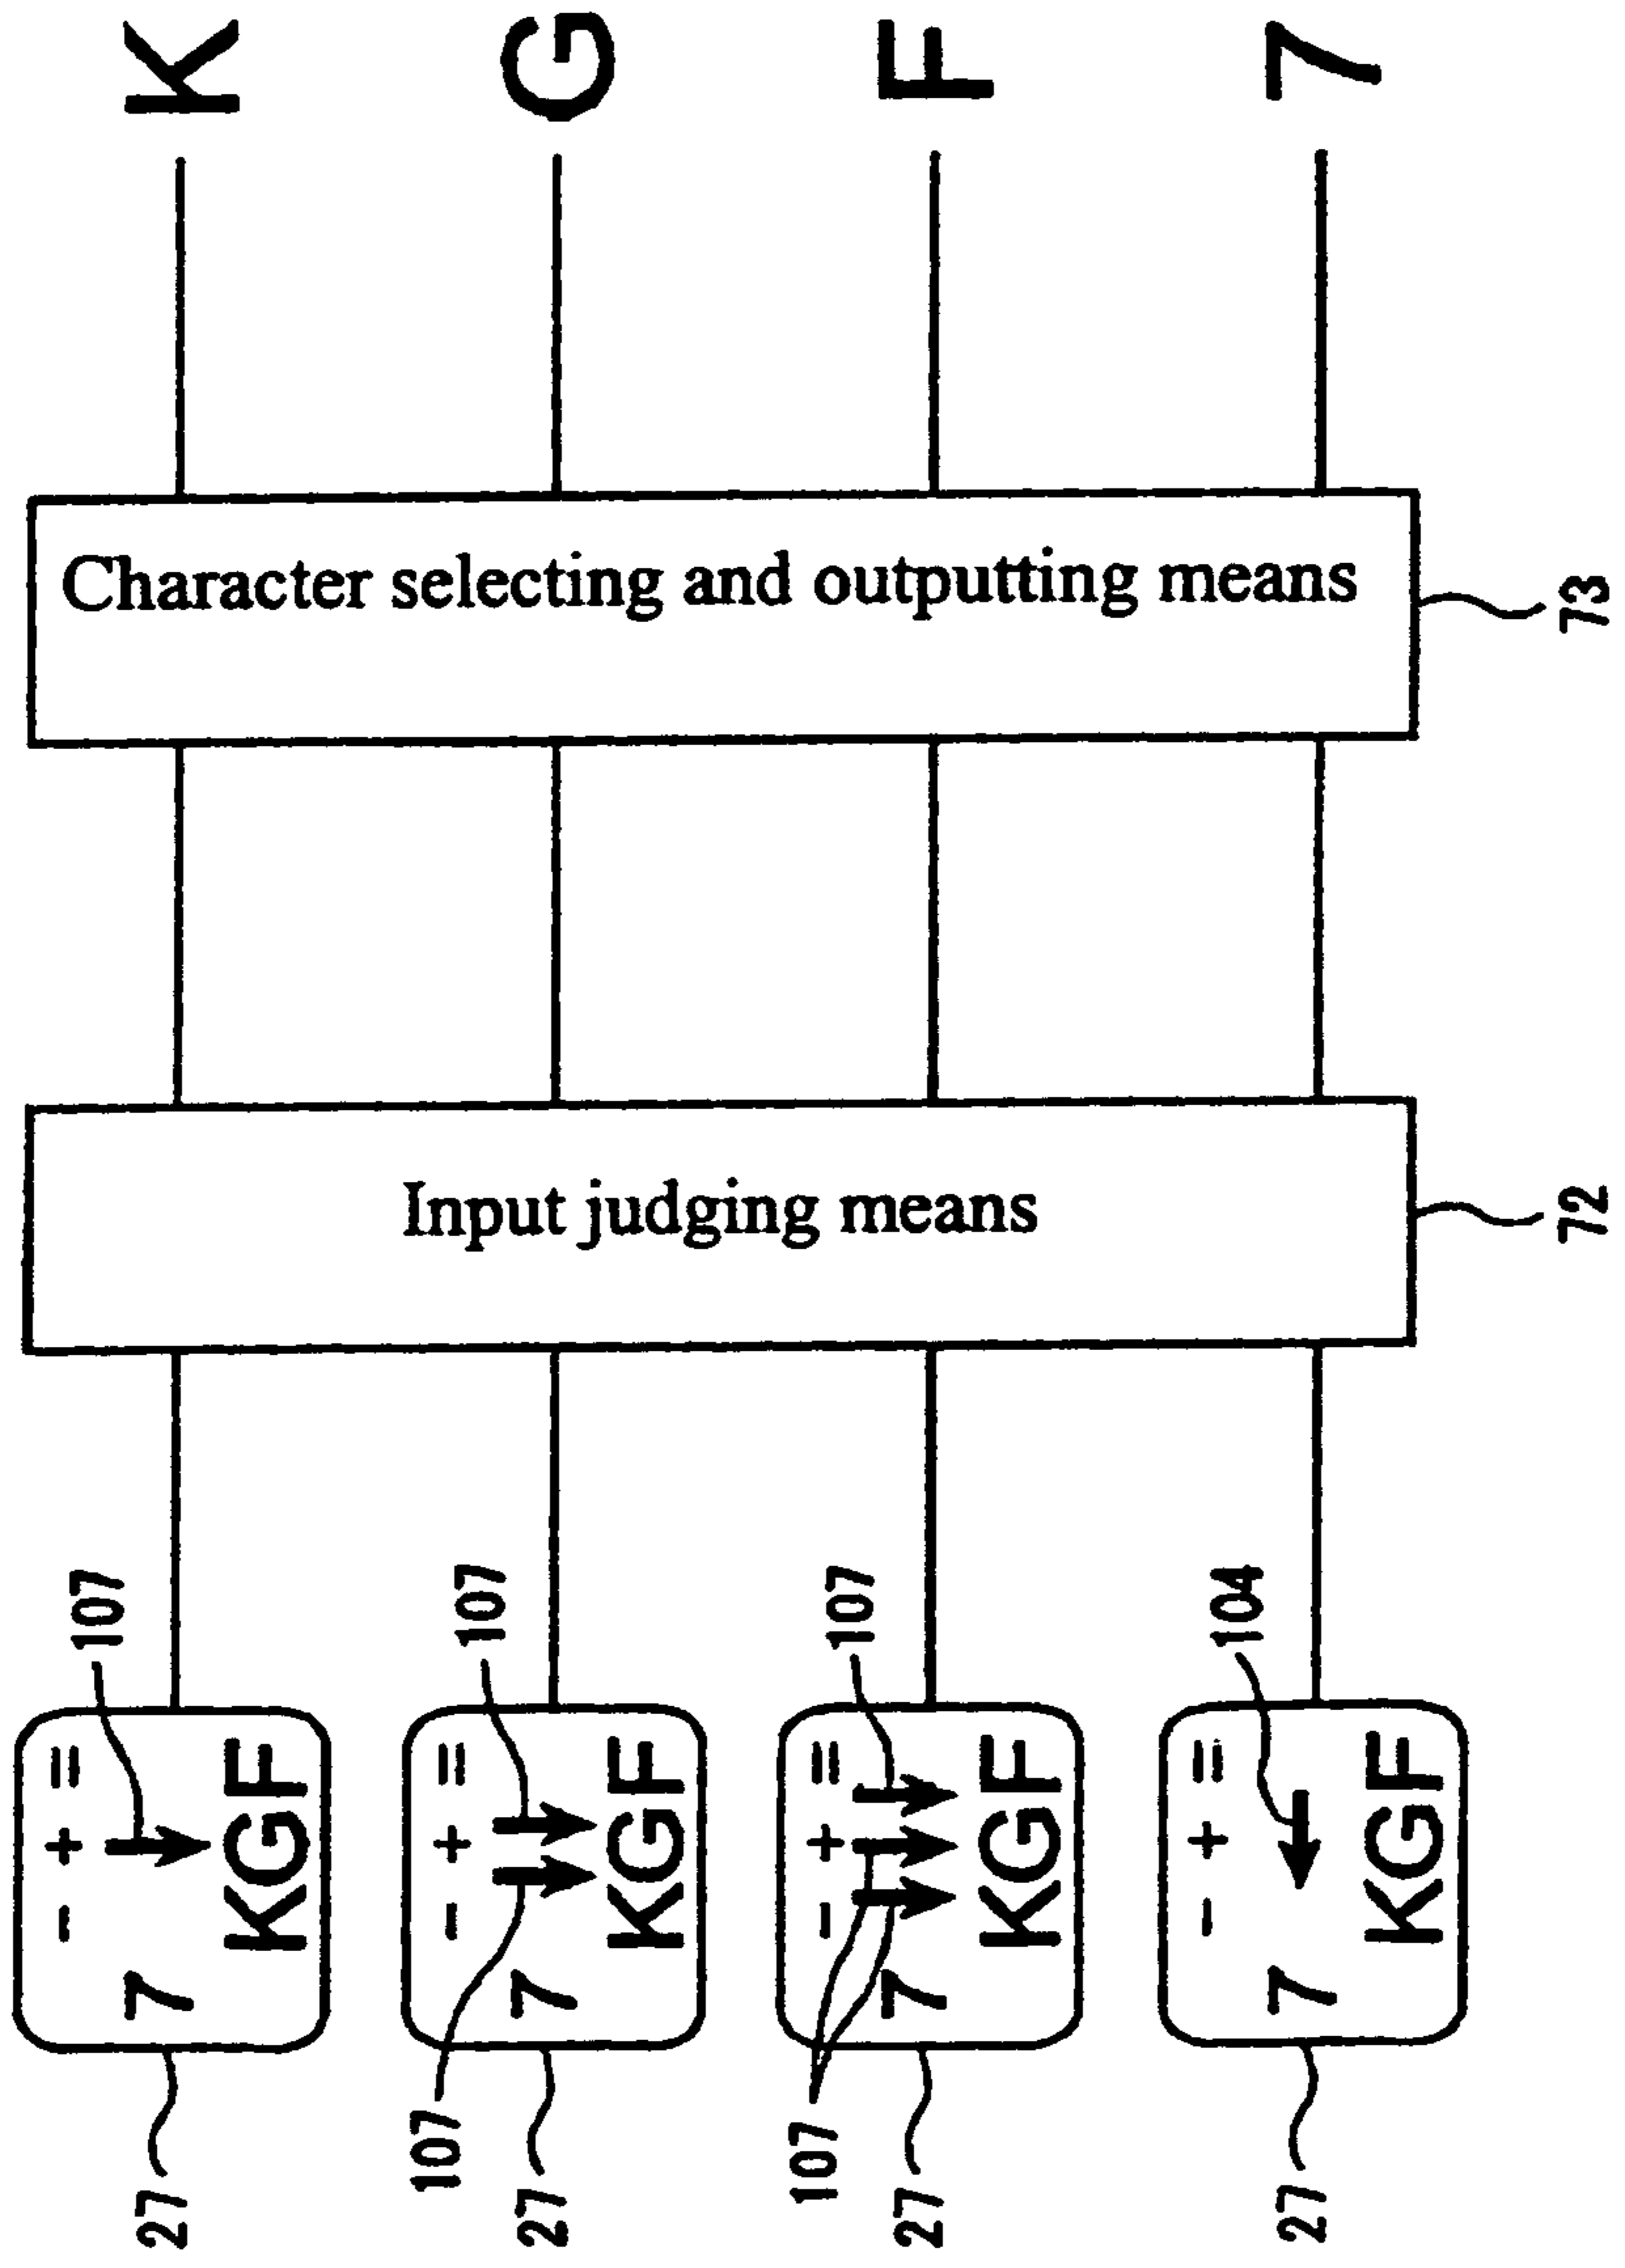 K
G
F
7
Character selecting and outputting means
73
Input judging means
72
107
- + =
7
KGF
27
107
- + =
7
KGF
107
27
107
- + =
7
KGF
107
27
104
- + =
7
KGF
27